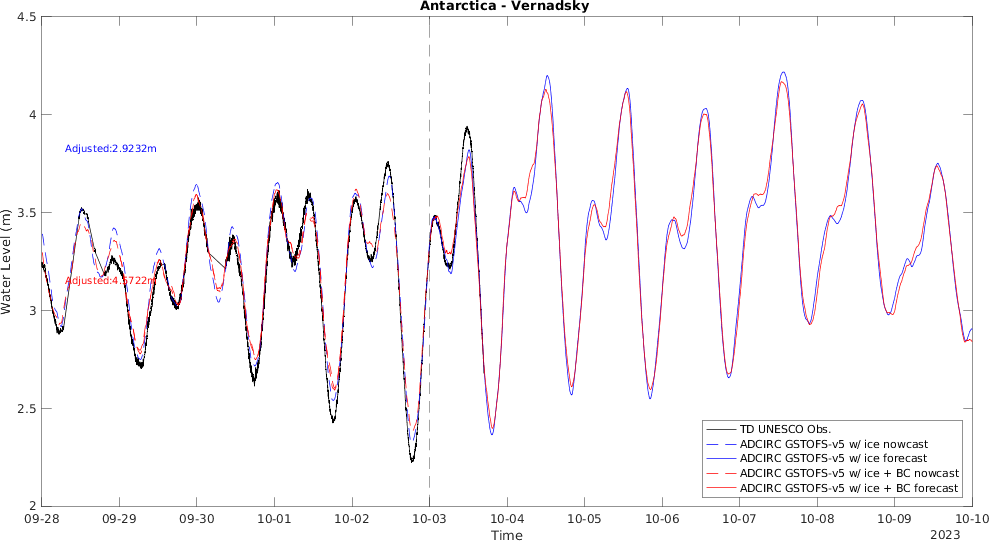 Antarctica - Vernadsky
4.5
4
3.5
3
2.5
2
Water Level (m)
Adjusted:2.9232m
Adjusted:4.5722m
TD UNESCO Obs.
ADCIRC GSTOFS-v5 w/ ice nowcast
ADCIRC GSTOFS-v5 w/ ice forecast
ADCIRC GSTOFS-v5 w/ ice + BC nowcast
ADCIRC GSTOFS-v5 w/ ice + BC forecast
09-28 09-29 09-30 10-01 10-02 10-03 10-04 10-05 10-06 10-07 10-08 10-09 10-10
Time
2023